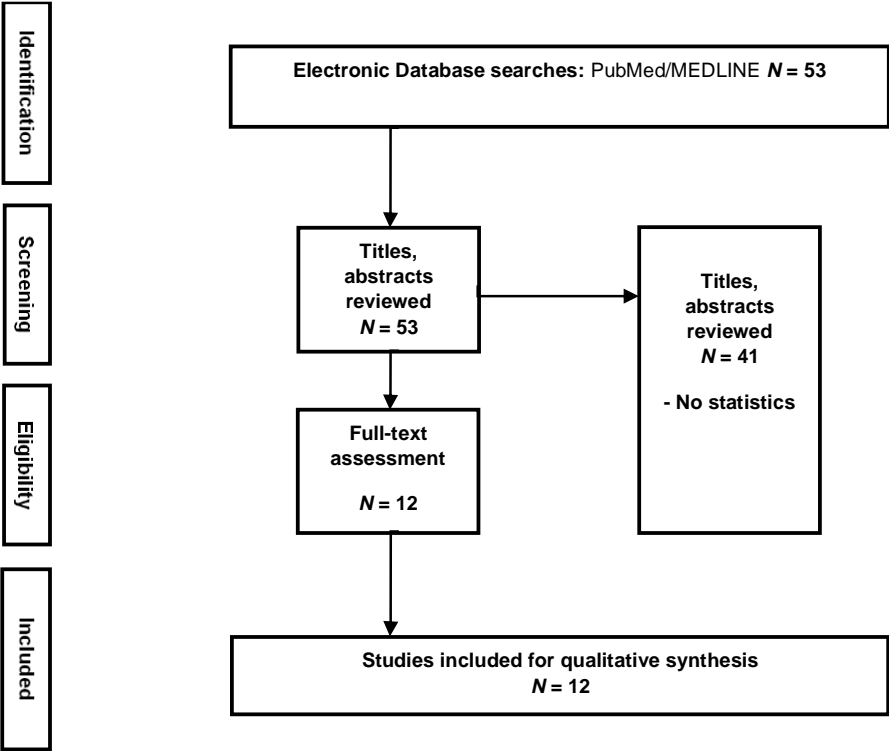 Identification
Electronic Database searches: PubMed/MEDLINE N = 53
Screening
Titles,
abstracts
reviewed
N = 53
Titles,
abstracts
reviewed
N = 41
- No statistics
Eligibility
Full-text
assessment
N = 12
Included
Studies included for qualitative synthesis
N = 12